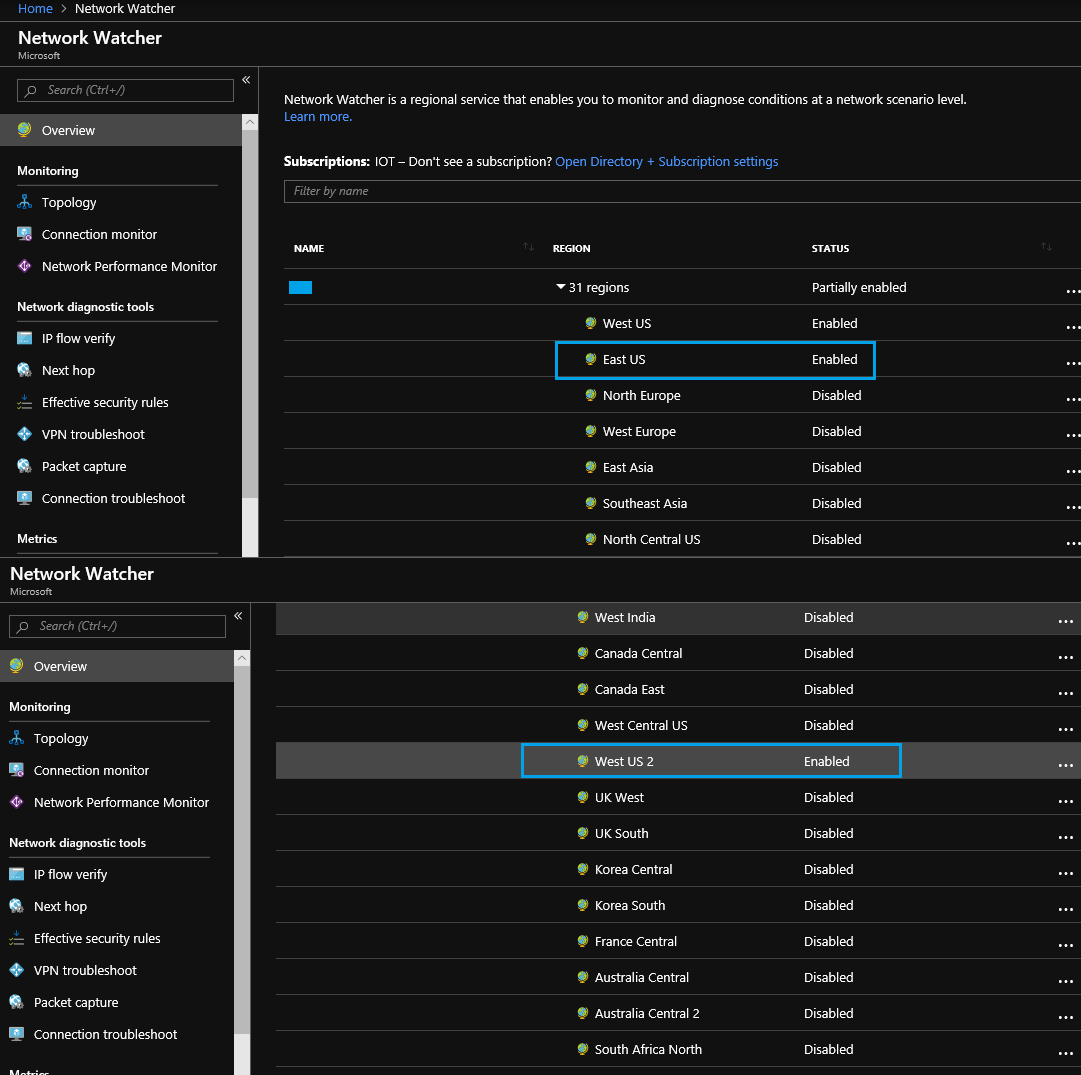 Home > Network Watcher
Network Watcher
Microsoft
Search (Ctrl+/)
«
Overview
Monitoring
Topology
Connection monitor
Network Performance Monitor
Network diagnostic tools
IP flow verify
Next hop
Effective security rules
VPN troubleshoot
Packet capture
Connection troubleshoot
Metrics
Network Watcher is a regional service that enables you to monitor and diagnose conditions at a network scenario level.
Learn more.
Subscriptions: IOT – Don't see a subscription? Open Directory + Subscription settings
Filter by name
NAME REGION STATUS
31 regions Partially enabled ...
West US Enabled ...
East US Enabled ...
North Europe Disabled ...
West Europe Disabled ...
East Asia Disabled ...
Southeast Asia Disabled ...
North Central US Disabled ...
Network Watcher
Microsoft
Search (Ctrl+/)
«
Overview
Monitoring
Topology
Connection monitor
Network Performance Monitor
Network diagnostic tools
IP flow verify
Next hop
Effective security rules
VPN troubleshoot
Packet capture
Connection troubleshoot
Metrics
West India Disabled ...
Canada Central Disabled ...
Canada East Disabled ...
West Central US Disabled ...
West US 2 Enabled ...
UK West Disabled ...
UK South Disabled ...
Korea Central Disabled ...
Korea South Disabled ...
France Central Disabled ...
Australia Central Disabled ...
Australia Central 2 Disabled ...
South Africa North Disabled ...